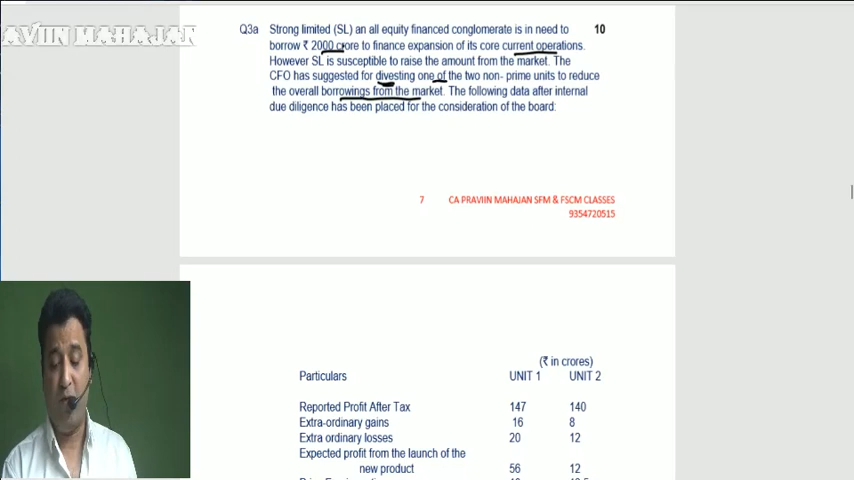 AVIIN MAHAJAN
Q3a Strong limited (SL) an all equity financed conglomerate is in need to 10
borrow ₹ 2000 crore to finance expansion of its core current operations.
However SL is susceptible to raise the amount from the market. The
CFO has suggested for divesting one of the two non- prime units to reduce
the overall borrowings from the market. The following data after internal
due diligence has been placed for the consideration of the board:
7 CA PRAVIIN MAHAJAN SFM & FSCM CLASSES
9354720515
(₹ in crores)
Particulars UNIT 1 UNIT 2
Reported Profit After Tax 147 140
Extra-ordinary gains 16 8
Extra ordinary losses 20 12
Expected profit from the launch of the
new product 56 12